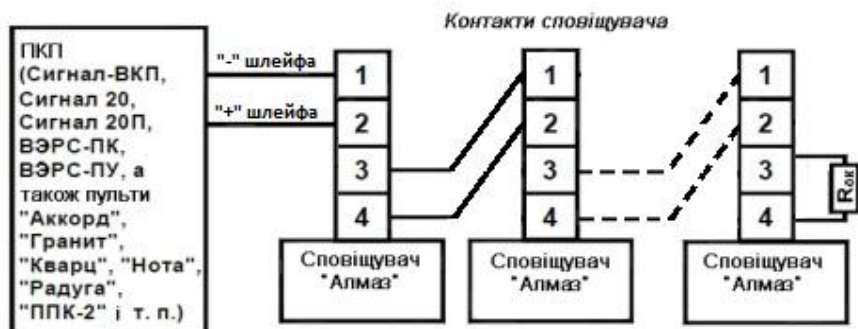 Контакти сповіщувача
ПКП
(Сигнал-ВКП,
Сигнал 20,
Сигнал 20П,
ВЭРС-ПК,
ВЭРС-ПУ, а
також пульти
"Аккорд",
"Гранит",
"Кварц", "Нота",
"Радуга",
"ППК-2" і т. п.)
"-" шлейфа
"+" шлейфа
1
2
3
4
Сповіщувач
"Алмаз"
1
2
3
4
Сповіщувач
"Алмаз"
1
2
3
4
Сповіщувач
"Алмаз"
Rок